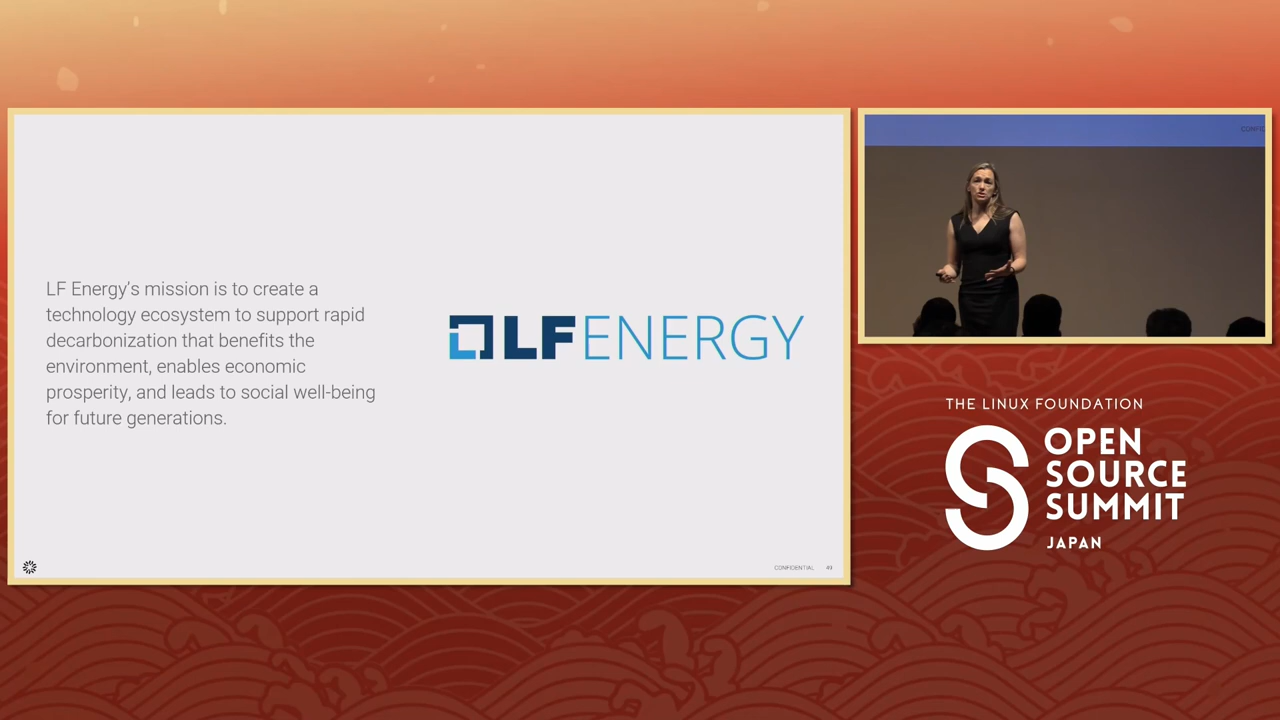 LF Energy's mission is to create a
technology ecosystem to support rapid
decarbonization that benefits the
environment, enables economic
prosperity, and leads to social well-being
for future generations.
LF ENERGY
CONFIDENTIAL 49
THE LINUX FOUNDATION
OPEN
SOURCE
SUMMIT
JAPAN